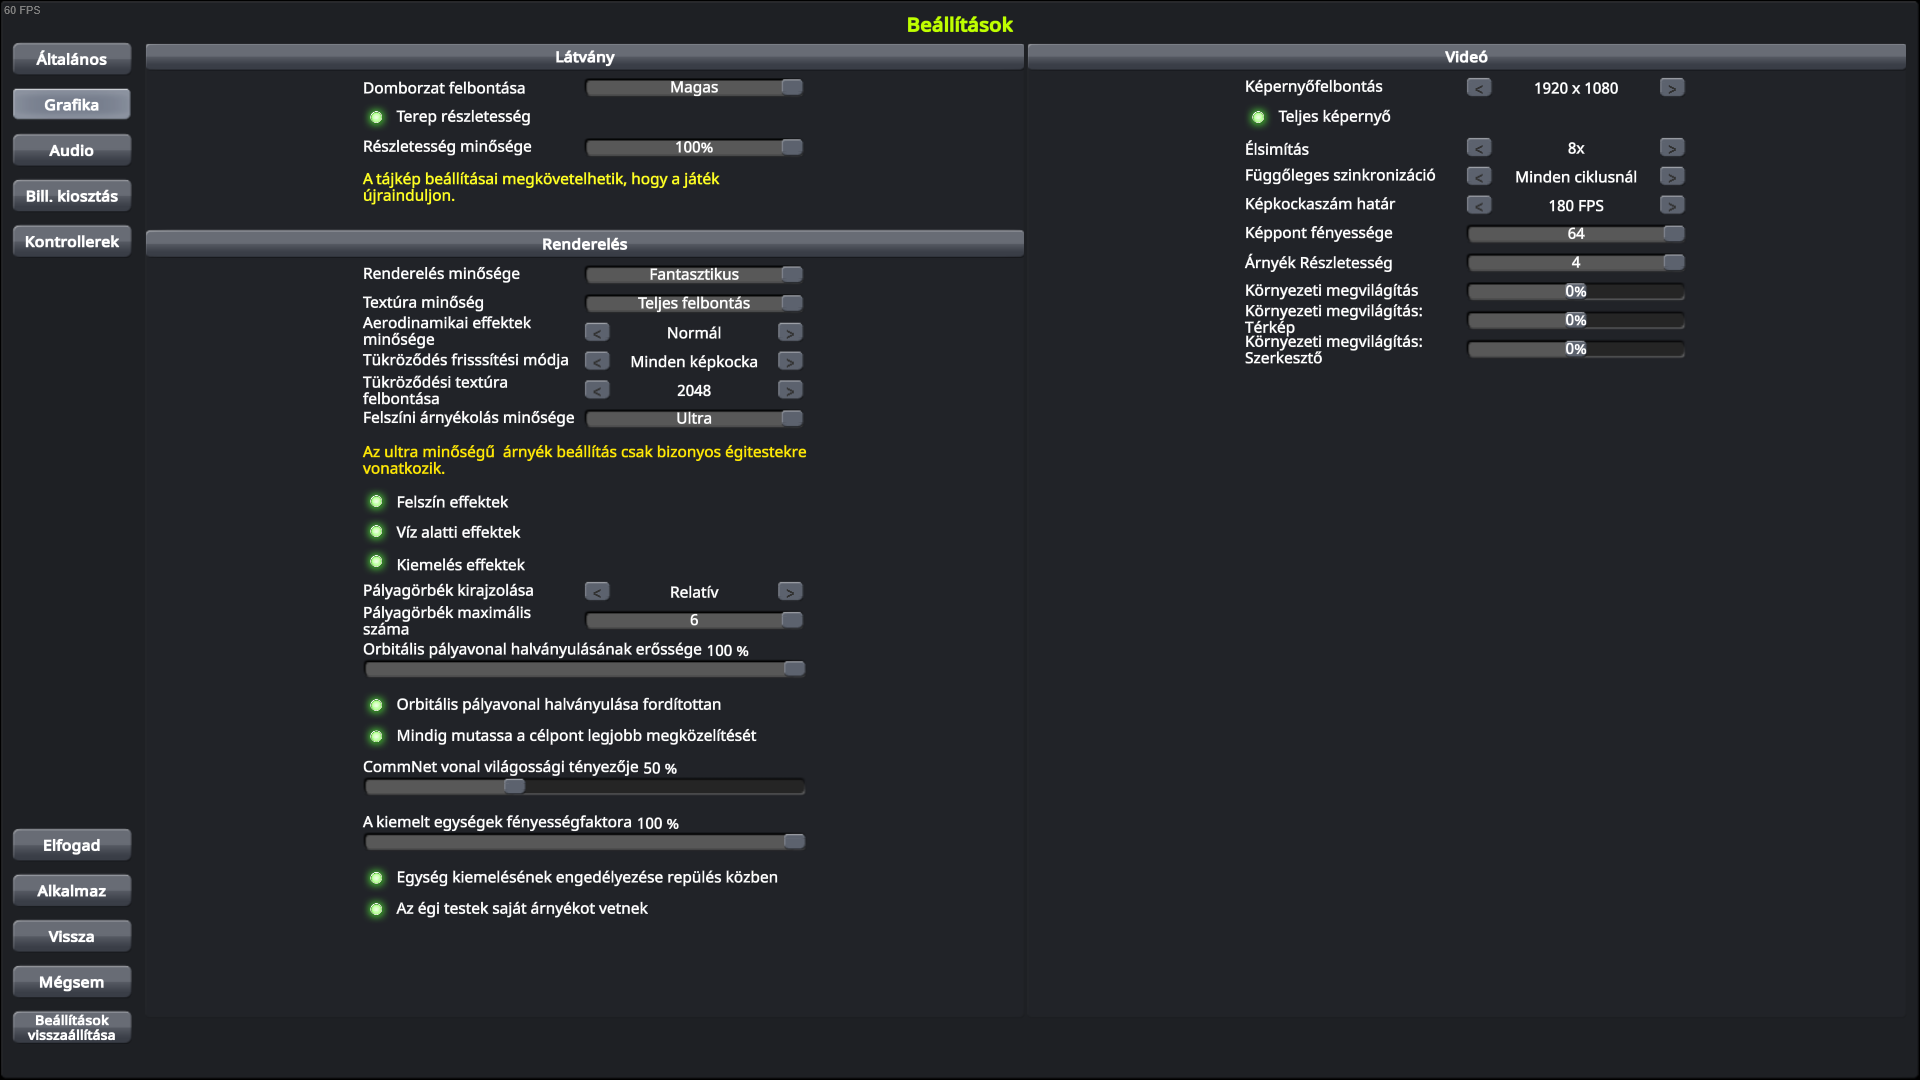 60 FPS
Beállítások
Általános
Grafika
Audio
Bill. kiosztás
Kontrollerek
Látvány
Domborzat felbontása
Magas
Terep részletesség
Részletesség minősége
100%
A tájkép beállításai megkövetelhetik, hogy a játék
újrainduljon.
Renderelés
Renderelés minősége
Fantasztikus
Textúra minőség
Teljes felbontás
Aerodinamikai effektek
minősége
<
Normál
>
Tükröződés frisssítési módja
<
Minden képkocka
>
Tükröződési textúra
felbontása
<
2048
>
Felszíni árnyékolás minősége
Ultra
Az ultra minőségű  árnyék beállítás csak bizonyos égitestekre
vonatkozik.
Felszín effektek
Víz alatti effektek
Kiemelés effektek
Pályagörbék kirajzolása
<
Relatív
>
Pályagörbék maximális
száma
6
Orbitális pályavonal halványulásának erőssége 100 %
Orbitális pályavonal halványulása fordítottan
Mindig mutassa a célpont legjobb megközelítését
CommNet vonal világossági tényezője 50 %
A kiemelt egységek fényességfaktora 100 %
Egység kiemelésének engedélyezése repülés közben
Az égi testek saját árnyékot vetnek
Videó
Képernyőfelbontás
<
1920 x 1080
>
Teljes képernyő
Élsimítás
<
8x
>
Függőleges szinkronizáció
<
Minden ciklusnál
>
Képkockaszám határ
<
180 FPS
>
Képpont fényessége
64
Árnyék Részletesség
4
Környezeti megvilágítás
0%
Környezeti megvilágítás:
Térkép
0%
Környezeti megvilágítás:
Szerkesztő
0%
Elfogad
Alkalmaz
Vissza
Mégsem
Beállítások
visszaállítása